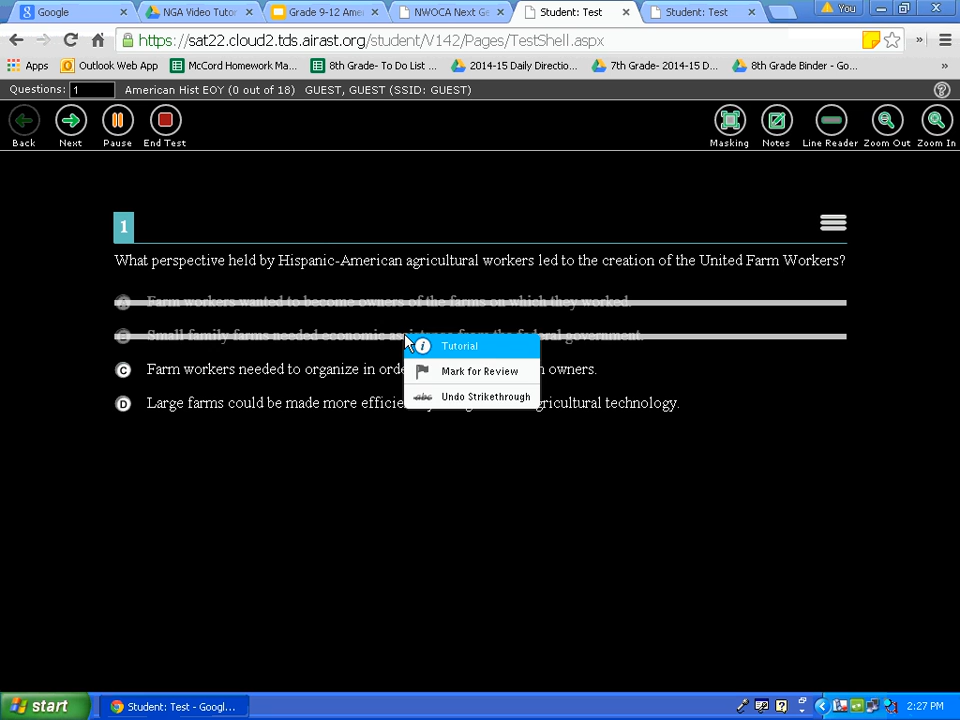 Google
NGA Video Tutor
Grade 9-12 Ame
NWOCA Next Ge
Student: Test
Student: Test
You
https://sat22.cloud2.tds.airast.org/student/V142/Pages/TestShell.aspx
Apps
Outlook Web App
McCord Homework Ma...
8th Grade- To Do List ...
2014-15 Daily Directio...
7th Grade- 2014-15 D...
8th Grade Binder - Go...
»
Questions: 1
American Hist EOY (0 out of 18)
GUEST, GUEST (SSID: GUEST)
Back
Next
Pause
End Test
Masking
Notes
Line Reader
Zoom Out
Zoom In
1
What perspective held by Hispanic-American agricultural workers led to the creation of the United Farm Workers?
A Farm workers wanted to become owners of the farms on which they worked.
B Small family farms needed economic assistance from the federal government.
C Farm workers needed to organize in orde owners.
D Large farms could be made more efficie gricultural technology.
Tutorial
Mark for Review
abc Undo Strikethrough
start
Student: Test - Googl...
2:27 PM